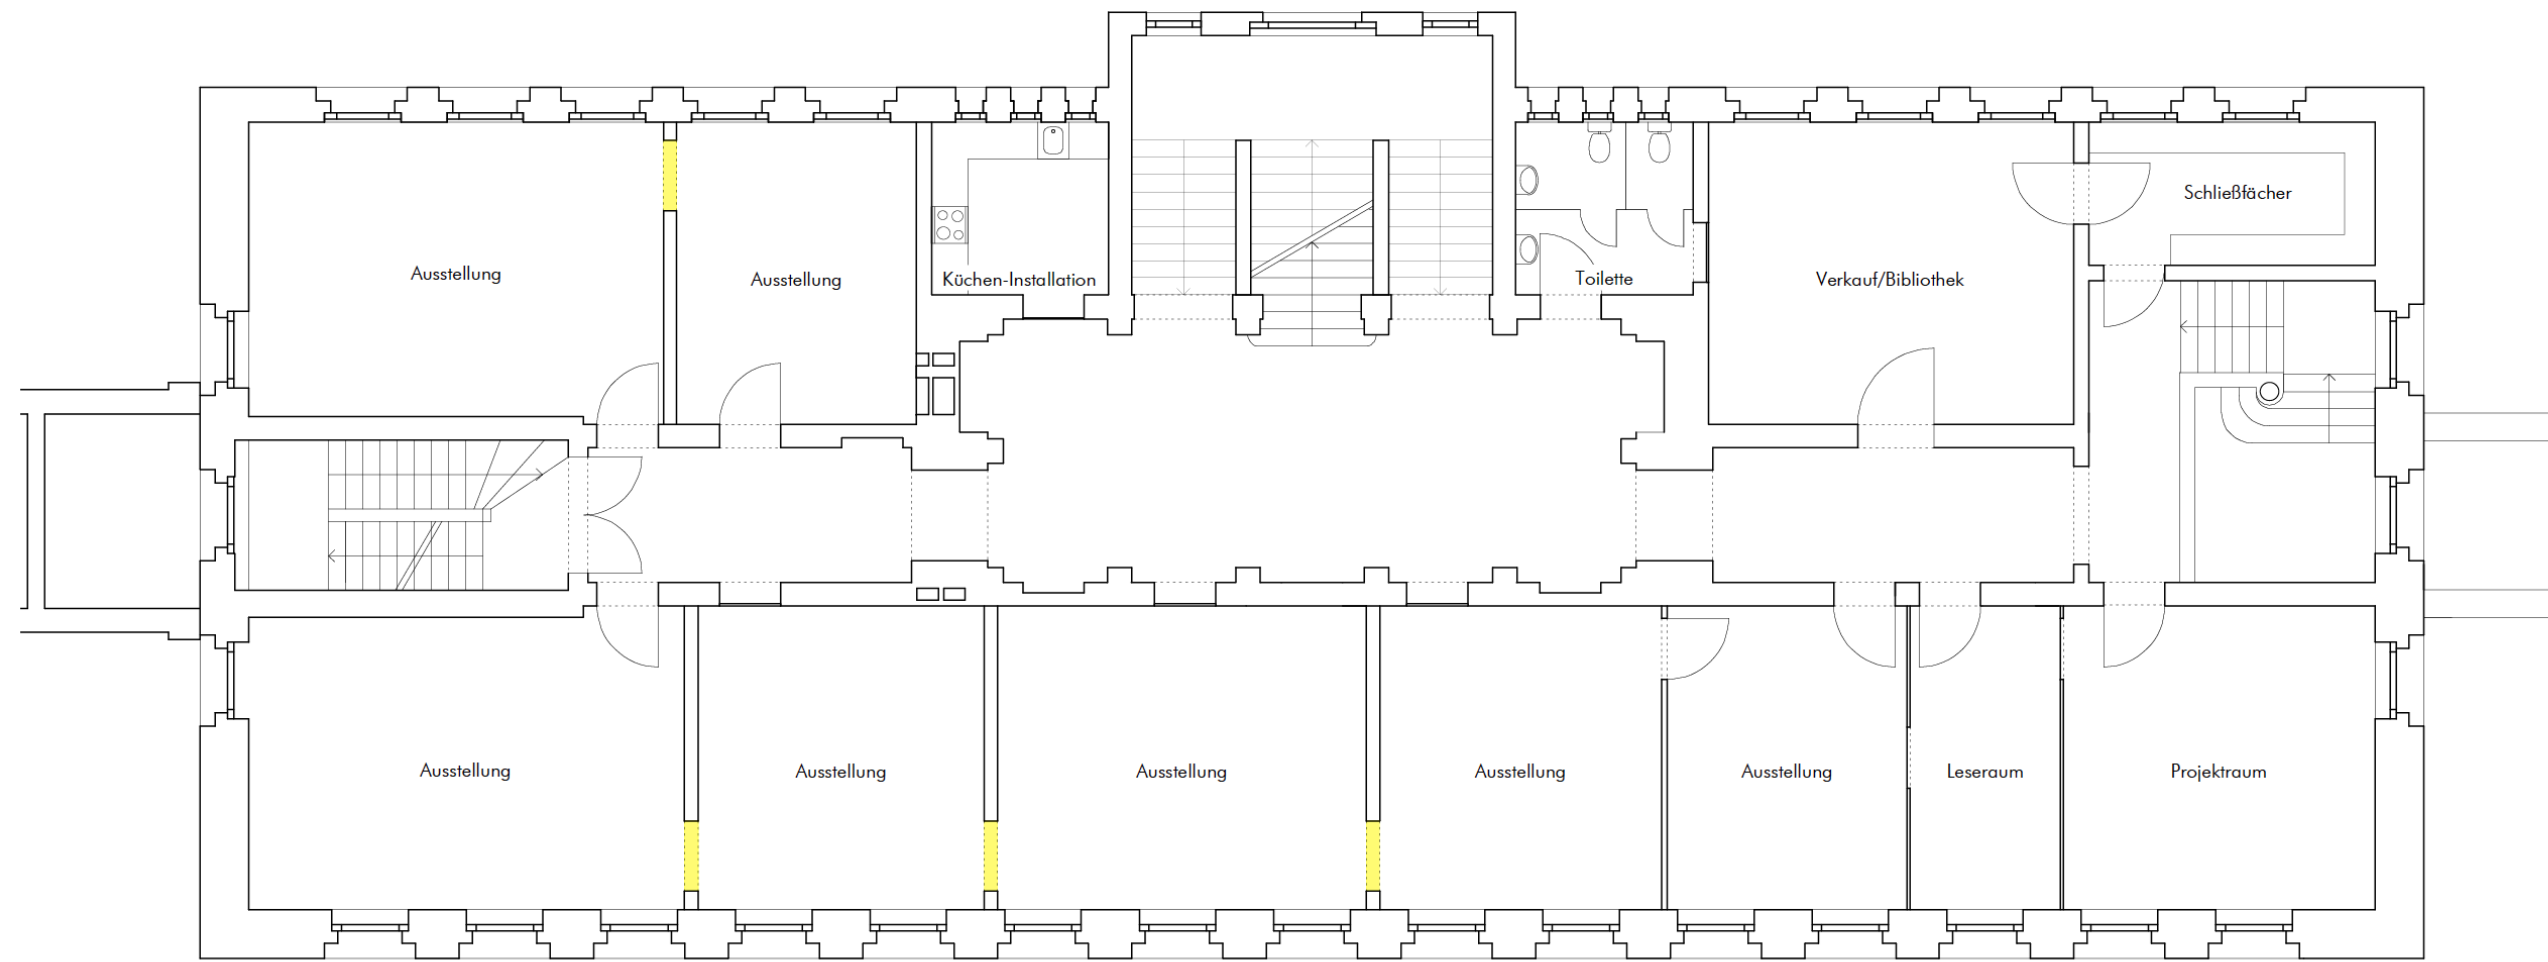 Schließfächer
Ausstellung
Ausstellung
Küchen-Installation
Toilette
Verkauf/Bibliothek
Ausstellung
Ausstellung
Ausstellung
Ausstellung
Ausstellung
Leseraum
Projektraum